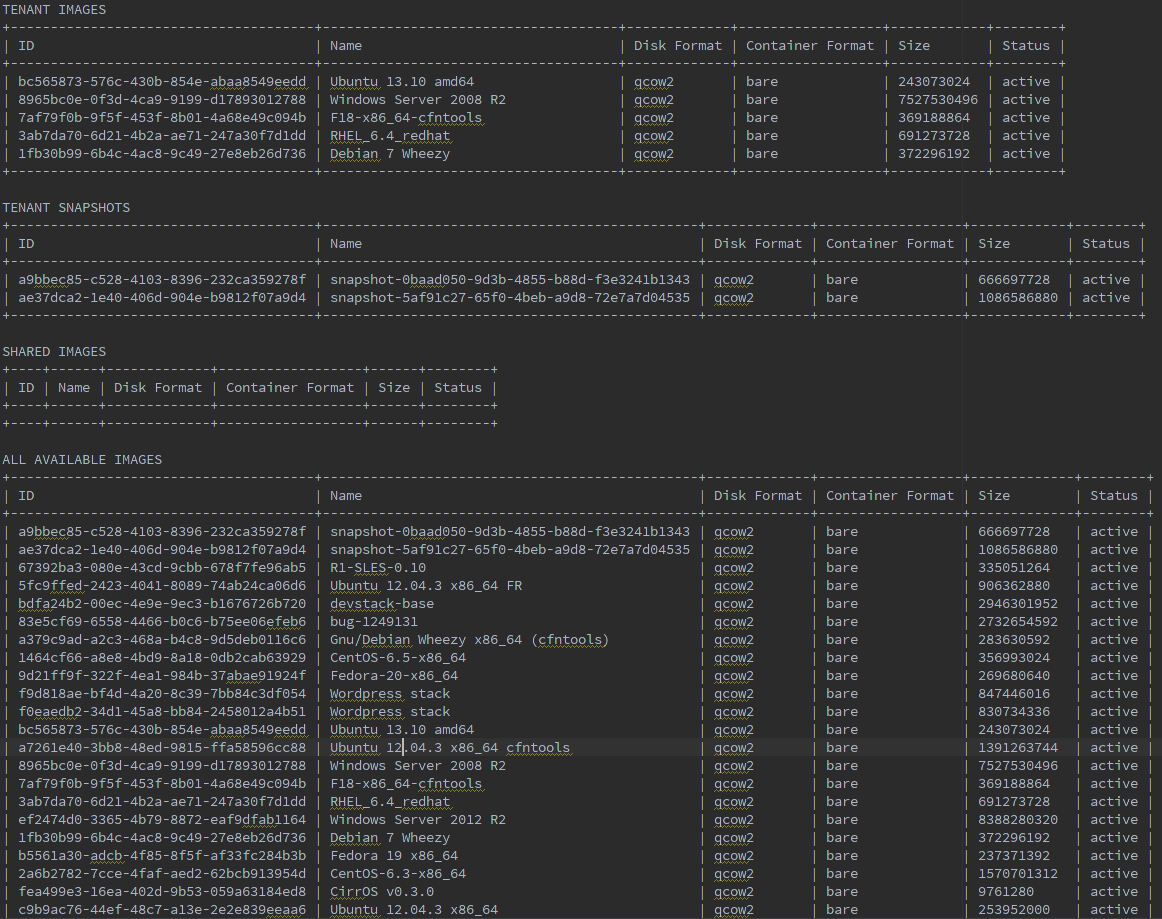 TENANT IMAGES
+--------------------------------------+-------------------------------------+-------------+------------------+------------+--------+
| ID                                   | Name                                | Disk Format | Container Format | Size       | Status |
+--------------------------------------+-------------------------------------+-------------+------------------+------------+--------+
| bc565873-576c-430b-854e-abaa8549eedd | Ubuntu 13.10 amd64                  | qcow2       | bare             | 243073024  | active |
| 8965bc0e-0f3d-4ca9-9199-d17893012788 | Windows Server 2008 R2              | qcow2       | bare             | 7527530496 | active |
| 7af79f0b-9f5f-453f-8b01-4a68e49c094b | F18-x86_64-cfntools                 | qcow2       | bare             | 369188864  | active |
| 3ab7da70-6d21-4b2a-ae71-247a30f7d1dd | RHEL_6.4_redhat                     | qcow2       | bare             | 691273728  | active |
| 1fb30b99-6b4c-4ac8-9c49-27e8eb26d736 | Debian 7 Wheezy                     | qcow2       | bare             | 372296192  | active |
+--------------------------------------+-------------------------------------+-------------+------------------+------------+--------+
TENANT SNAPSHOTS
+--------------------------------------+-----------------------------------------------+-------------+------------------+------------+--------+
| ID                                   | Name                                          | Disk Format | Container Format | Size       | Status |
+--------------------------------------+-----------------------------------------------+-------------+------------------+------------+--------+
| a9bbec85-c528-4103-8396-232ca359278f | snapshot-0baad050-9d3b-4855-b88d-f3e3241b1343 | qcow2       | bare             | 666697728  | active |
| ae37dca2-1e40-406d-904e-b9812f07a9d4 | snapshot-5af91c27-65f0-4beb-a9d8-72e7a7d04535 | qcow2       | bare             | 1086586880 | active |
+--------------------------------------+-----------------------------------------------+-------------+------------------+------------+--------+
SHARED IMAGES
+----+------+-------------+------------------+------+--------+
| ID | Name | Disk Format | Container Format | Size | Status |
+----+------+-------------+------------------+------+--------+
+----+------+-------------+------------------+------+--------+
ALL AVAILABLE IMAGES
+--------------------------------------+-----------------------------------------------+-------------+------------------+-------------+--------+
| ID                                   | Name                                          | Disk Format | Container Format | Size        | Status |
+--------------------------------------+-----------------------------------------------+-------------+------------------+-------------+--------+
| a9bbec85-c528-4103-8396-232ca359278f | snapshot-0baad050-9d3b-4855-b88d-f3e3241b1343 | qcow2       | bare             | 666697728   | active |
| ae37dca2-1e40-406d-904e-b9812f07a9d4 | snapshot-5af91c27-65f0-4beb-a9d8-72e7a7d04535 | qcow2       | bare             | 1086586880  | active |
| 67392ba3-080e-43cd-9cbb-678f7fe96ab5 | R1-SLES-0.10                                  | qcow2       | bare             | 335051264   | active |
| 5fc9ffed-2423-4041-8089-74ab24ca06d6 | Ubuntu 12.04.3 x86_64 FR                      | qcow2       | bare             | 906362880   | active |
| bdfa24b2-00ec-4e9e-9ec3-b1676726b720 | devstack-base                                 | qcow2       | bare             | 2946301952  | active |
| 83e5cf69-6558-4466-b0c6-b75ee06efeb6 | bug-1249131                                   | qcow2       | bare             | 2732654592  | active |
| a379c9ad-a2c3-468a-b4c8-9d5deb0116c6 | Gnu/Debian Wheezy x86_64 (cfntools)           | qcow2       | bare             | 283630592   | active |
| 1464cf66-a8e8-4bd9-8a18-0db2cab63929 | CentOS-6.5-x86_64                             | qcow2       | bare             | 356993024   | active |
| 9d21ff9f-322f-4ea1-984b-37abae91924f | Fedora-20-x86_64                              | qcow2       | bare             | 269680640   | active |
| f9d818ae-bf4d-4a20-8c39-7bb84c3df054 | Wordpress stack                               | qcow2       | bare             | 847446016   | active |
| f0eaedb2-34d1-45a8-bb84-2458012a4b51 | Wordpress stack                               | qcow2       | bare             | 830734336   | active |
| bc565873-576c-430b-854e-abaa8549eedd | Ubuntu 13.10 amd64                            | qcow2       | bare             | 243073024   | active |
| a7261e40-3bb8-48ed-9815-ffa58596cc88 | Ubuntu 12.04.3 x86_64 cfntools                | qcow2       | bare             | 1391263744  | active |
| 8965bc0e-0f3d-4ca9-9199-d17893012788 | Windows Server 2008 R2                        | qcow2       | bare             | 7527530496  | active |
| 7af79f0b-9f5f-453f-8b01-4a68e49c094b | F18-x86_64-cfntools                           | qcow2       | bare             | 369188864   | active |
| 3ab7da70-6d21-4b2a-ae71-247a30f7d1dd | RHEL_6.4_redhat                               | qcow2       | bare             | 691273728   | active |
| ef2474d0-3365-4b79-8872-eaf9dfab1164 | Windows Server 2012 R2                        | qcow2       | bare             | 8388280320  | active |
| 1fb30b99-6b4c-4ac8-9c49-27e8eb26d736 | Debian 7 Wheezy                               | qcow2       | bare             | 372296192   | active |
| b5561a30-adcb-4f85-8f5f-af33fc284b3b | Fedora 19 x86_64                              | qcow2       | bare             | 237371392   | active |
| 2a6b2782-7cce-4faf-aed2-62bcb913954d | CentOS-6.3-x86_64                             | qcow2       | bare             | 1570701312  | active |
| fea499e3-16ea-402d-9b53-059a63184ed8 | CirrOS v0.3.0                                 | qcow2       | bare             | 9761280     | active |
| c9b9ac76-44ef-48c7-a13e-2e2e839eeaa6 | Ubuntu 12.04.3 x86_64                         | qcow2       | bare             | 253952000   | active |